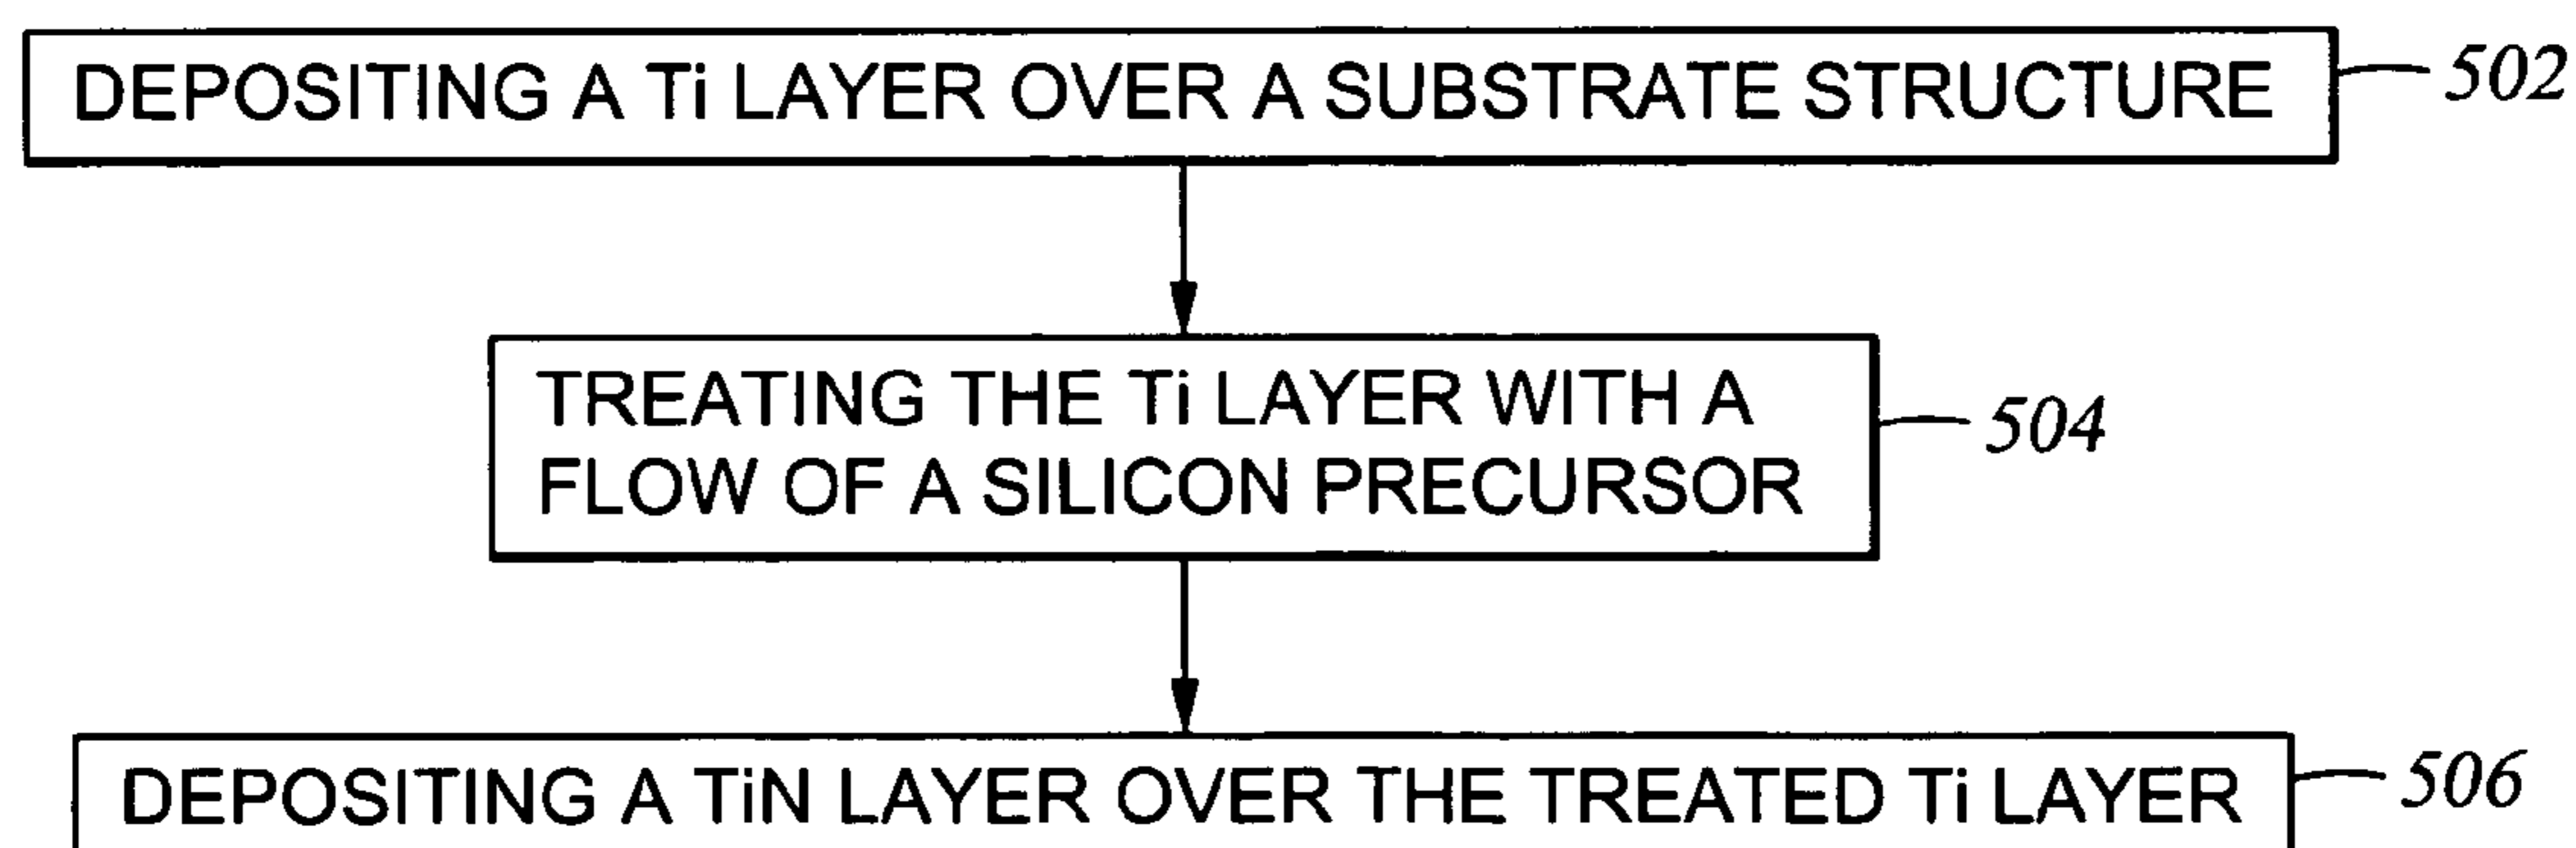 DEPOSITING A Ti LAYER OVER A SUBSTRATE STRUCTURE 502
TREATING THE Ti LAYER WITH A
FLOW OF A SILICON PRECURSOR 504
DEPOSITING A TiN LAYER OVER THE TREATED Ti LAYER 506